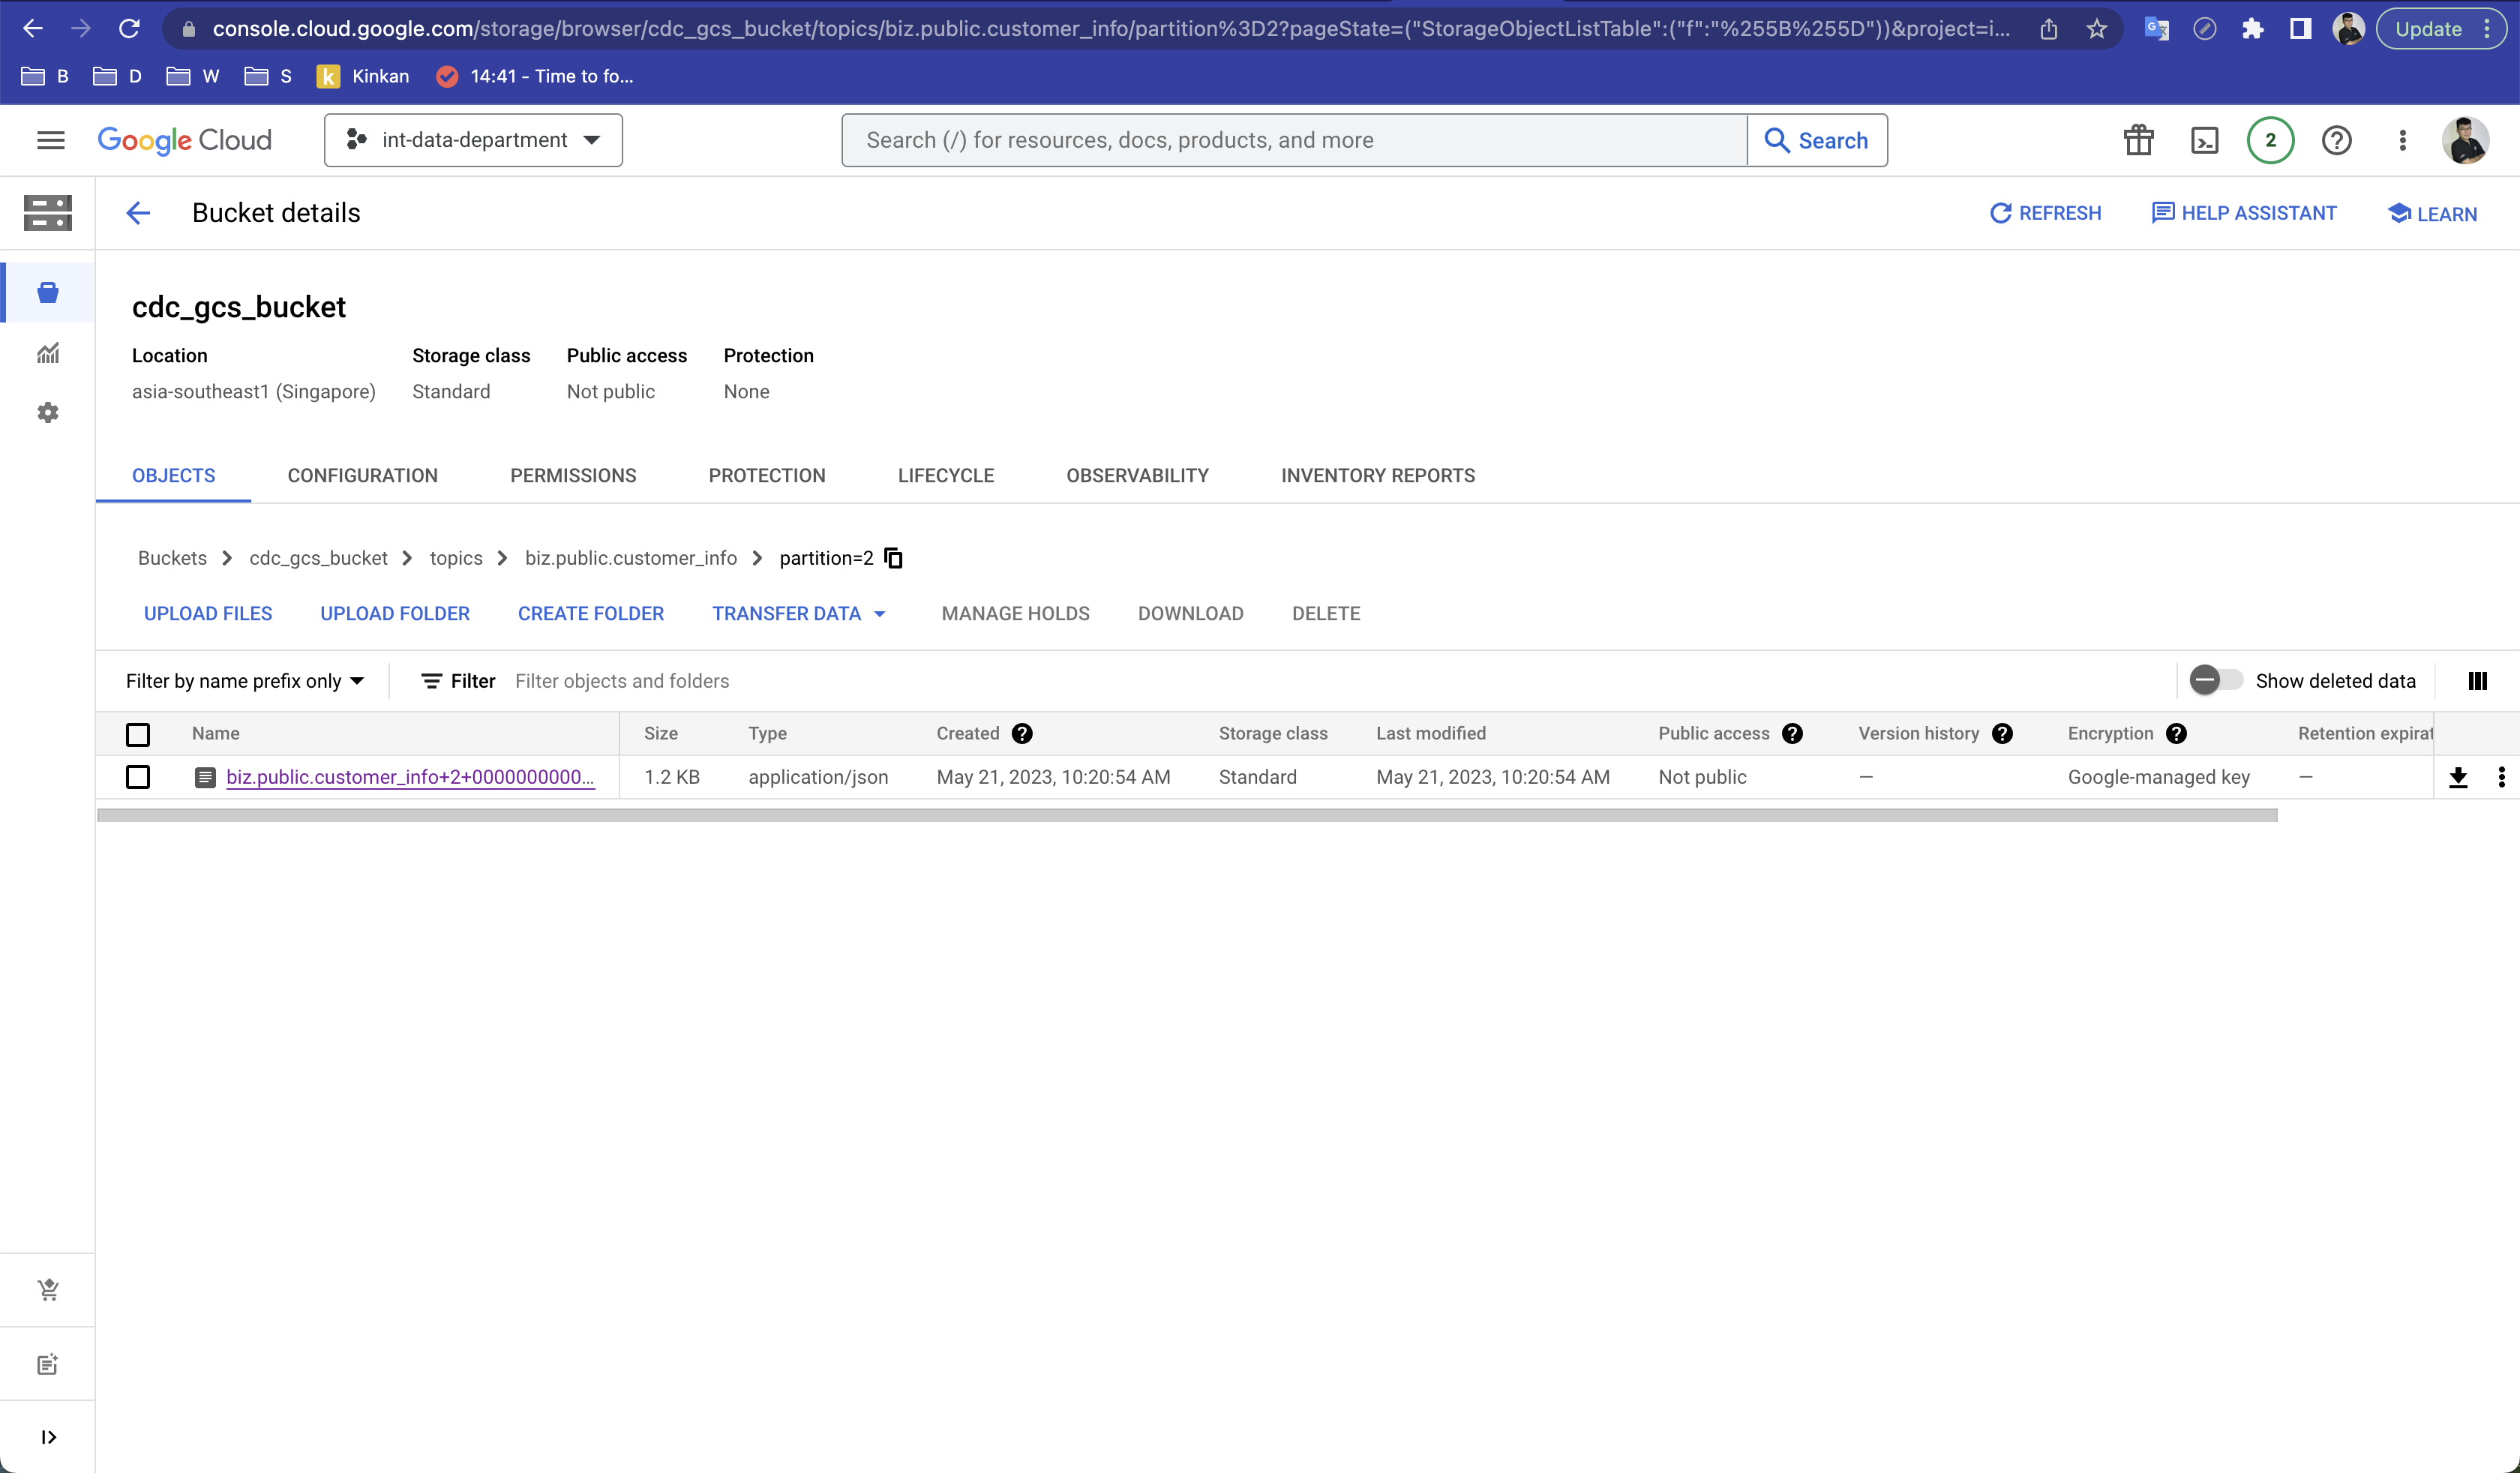 console.cloud.google.com/storage/browser/cdc_gcs_bucket/topics/biz.public.customer_info/partition%3D2?pageState=("StorageObjectListTable":("f":"%255B%255D"))&project=i... Update
B D W S k Kinkan 14:41 - Time to fo...
Google Cloud int-data-department Search (/) for resources, docs, products, and more Search 2
Bucket details REFRESH HELP ASSISTANT LEARN
cdc_gcs_bucket
Location Storage class Public access Protection
asia-southeast1 (Singapore) Standard Not public None
OBJECTS CONFIGURATION PERMISSIONS PROTECTION LIFECYCLE OBSERVABILITY INVENTORY REPORTS
Buckets > cdc_gcs_bucket > topics > biz.public.customer_info > partition=2
UPLOAD FILES UPLOAD FOLDER CREATE FOLDER TRANSFER DATA MANAGE HOLDS DOWNLOAD DELETE
Filter by name prefix only Filter Filter objects and folders Show deleted data
Name Size Type Created Storage class Last modified Public access Version history Encryption Retention expirat
biz.public.customer_info+2+0000000000... 1.2 KB application/json May 21, 2023, 10:20:54 AM Standard May 21, 2023, 10:20:54 AM Not public — Google-managed key —